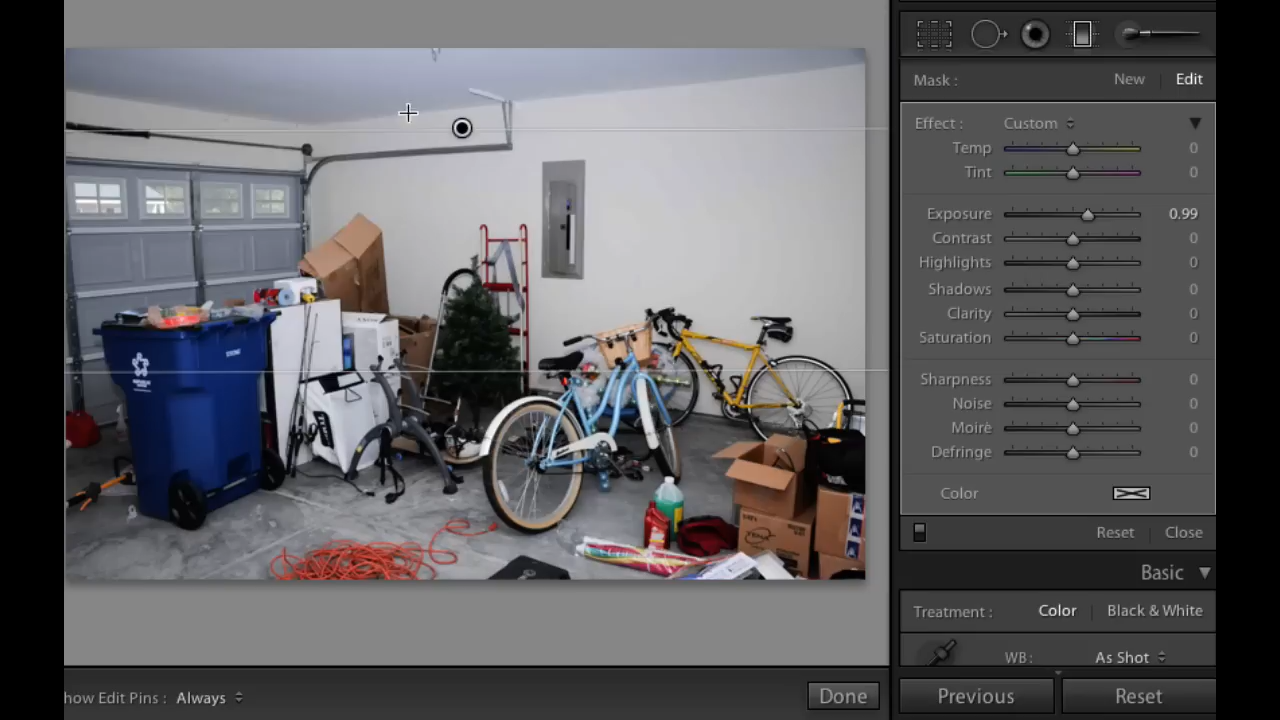 Mask : New Edit
Effect : Custom
Temp 0
Tint 0
Exposure 0.99
Contrast 0
Highlights 0
Shadows 0
Clarity 0
Saturation 0
Sharpness 0
Noise 0
Moire 0
Defringe 0
Color
Reset Close
Basic
Treatment : Color Black & White
WB : As Shot
how Edit Pins : Always
Done
Previous
Reset